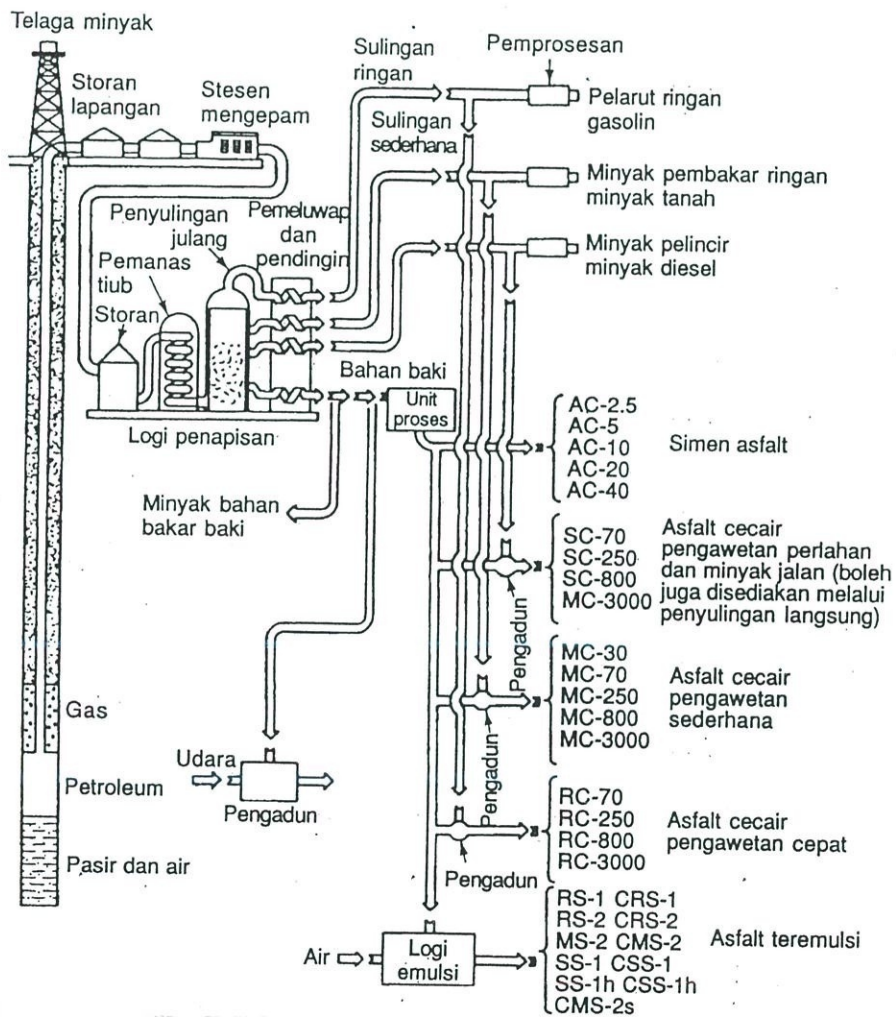 Telaga minyak
Storan
lapangan
Stesen
mengepam
Sulingan
ringan
Pemprosesan
Pelarut ringan
gasolin
Sulingan
sederhana
Minyak pembakar ringan
minyak tanah
Minyak pelincir
minyak diesel
Penyulingan
julang
Pemeluwap
dan
pendingin
Pemanas
tiub
Storan
Logi penapisan
Bahan baki
Unit
proses
Minyak bahan
bakar baki
AC-2.5
AC-5
AC-10
AC-20
AC-40
Simen asfalt
SC-70
SC-250
SC-800
MC-3000
Asfalt cecair
pengawetan perlahan
dan minyak jalan (boleh
juga disediakan melalui
penyulingan langsung)
Pengadun
MC-30
MC-70
MC-250
MC-800
MC-3000
Asfalt cecair
pengawetan
sederhana
Pengadun
Gas
Petroleum
Pasir dan air
Udara
Pengadun
RC-70
RC-250
RC-800
RC-3000
Asfalt cecair
pengawetan cepat
Pengadun
Air
Logi
emulsi
RS-1 CRS-1
RS-2 CRS-2
MS-2 CMS-2
SS-1 CSS-1
SS-1h CSS-1h
CMS-2s
Asfalt teremulsi